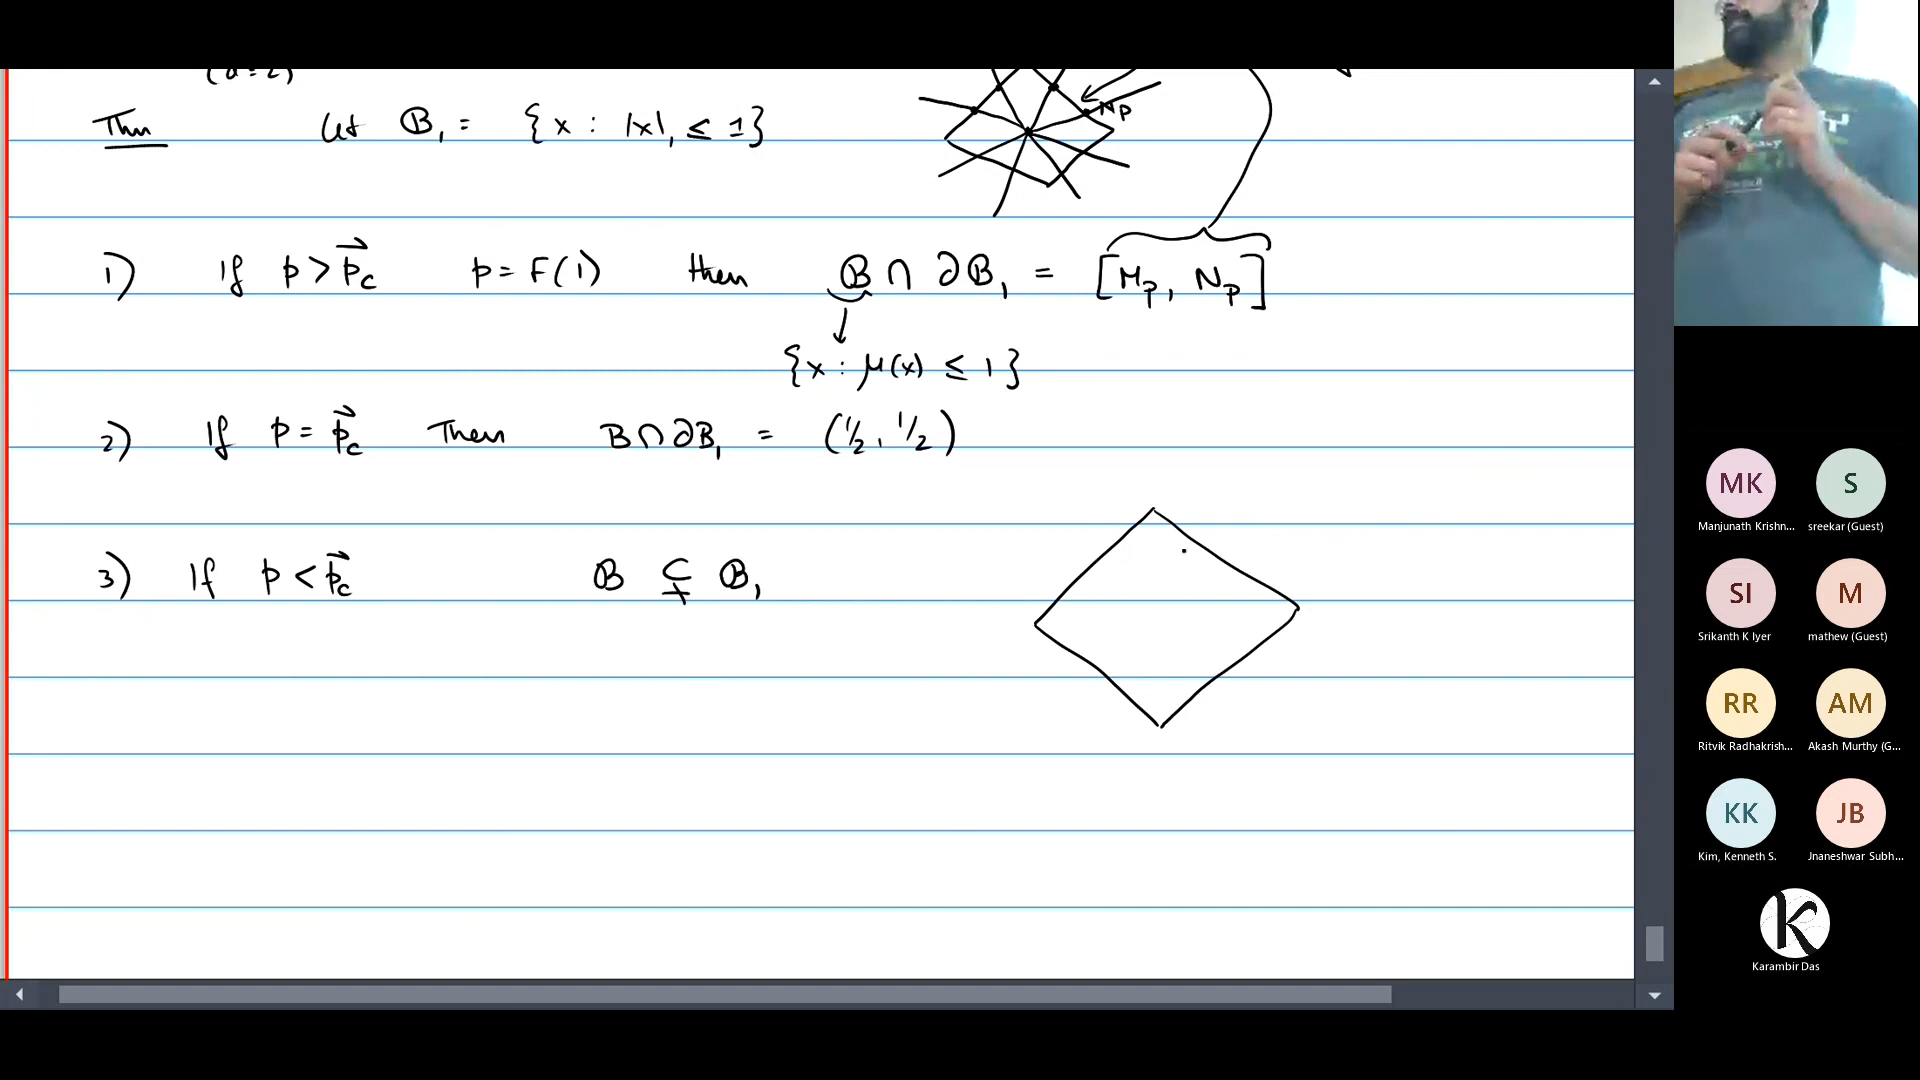 (d=2)
Thm Let B₁ = {x : |x|₁ ≤ 1}
Np
1) If p > p⃗c p = F(1) then B ∩ ∂B₁ = [Mp, Np]
{x : μ(x) ≤ 1}
2) If p = p⃗c Then B ∩ ∂B₁ = (1/2, 1/2)
3) If p < p⃗c B ⊊ B₁
MK
Manjunath Krishn...
S
sreekar (Guest)
SI
Srikanth K Iyer
M
mathew (Guest)
RR
Ritvik Radhakrish...
AM
Akash Murthy (G...
KK
Kim, Kenneth S.
JB
Jnaneshwar Subh...
K
Karambir Das